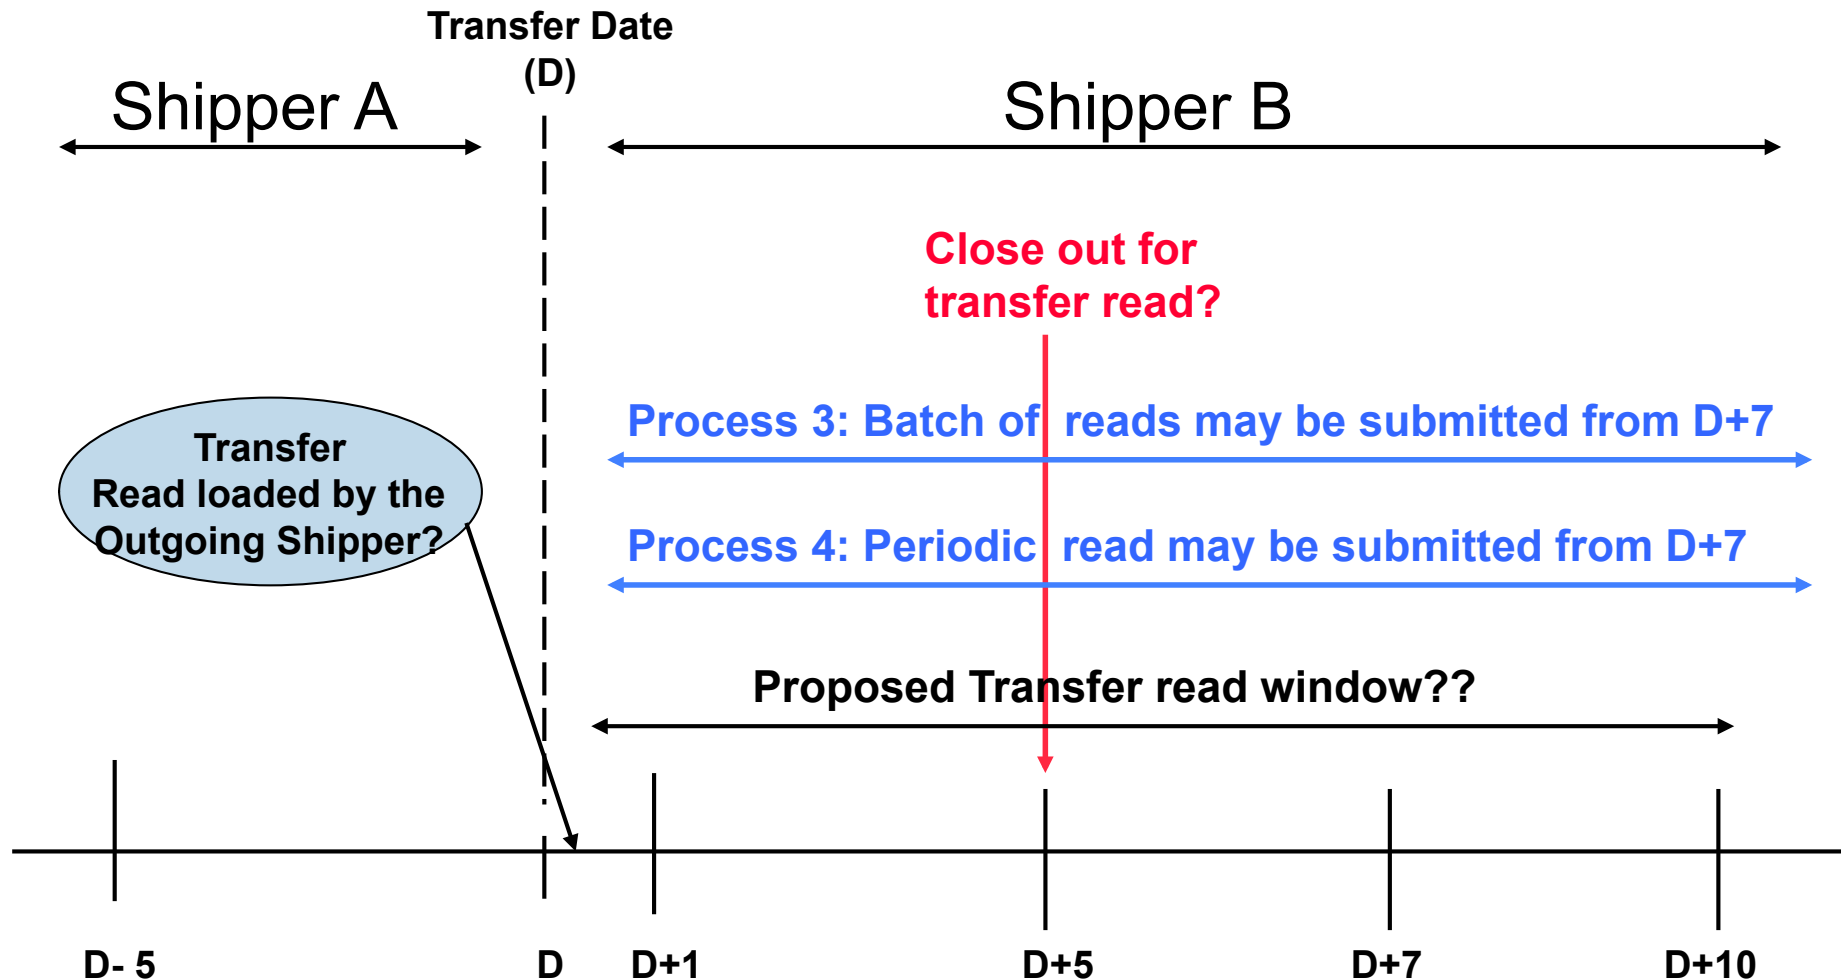 Transfer Date
(D)
Shipper A
Shipper B
Close out for
transfer read?
Process 3: Batch of  reads may be submitted from D+7
Transfer
Read loaded by the
Outgoing Shipper?
Process 4: Periodic  read may be submitted from D+7
Proposed Transfer read window??
D- 5
D
D+1
D+5
D+7
D+10